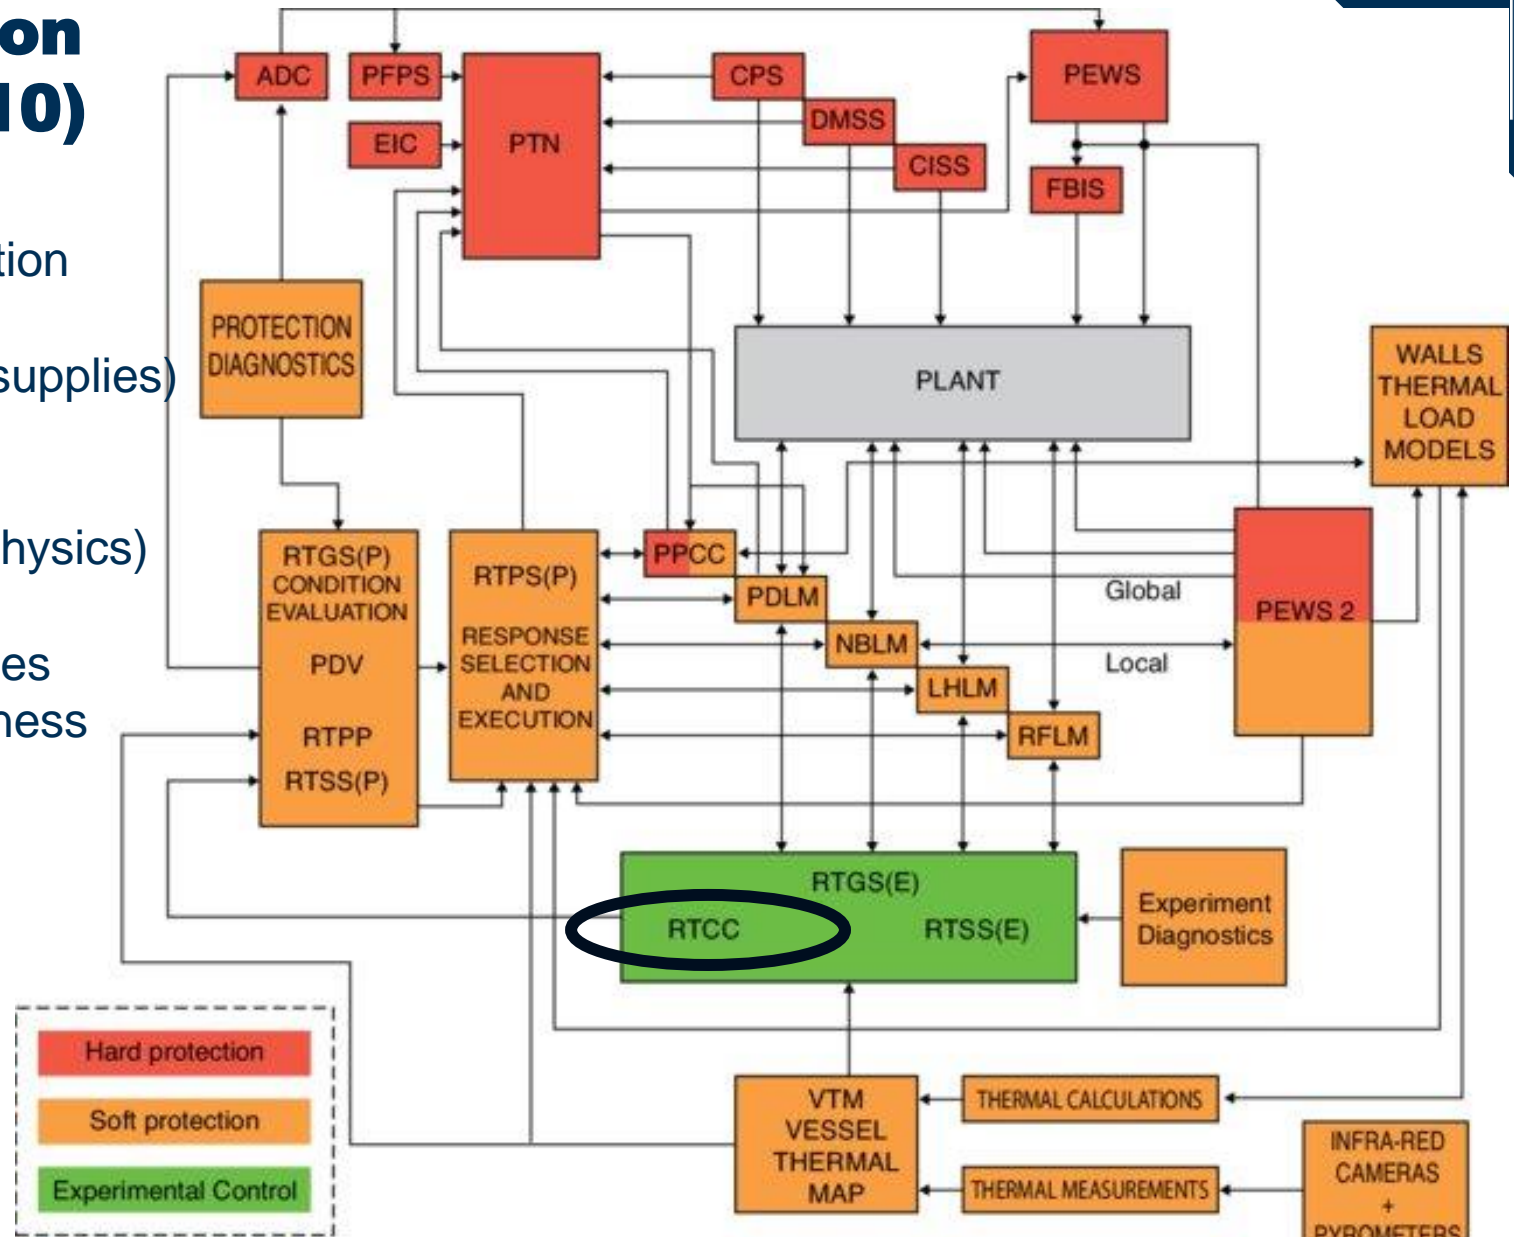 on
10)
tion
supplies)
hysics)
es
ness
ADC
PFPS
EIC
PTN
CPS
DMSS
CISS
PEWS
FBIS
PROTECTION
DIAGNOSTICS
PLANT
WALLS
THERMAL
LOAD
MODELS
RTGS(P)
CONDITION
EVALUATION
PDV
RTPP
RTSS(P)
RTPS(P)
RESPONSE
SELECTION
AND
EXECUTION
PPCC
PDLM
NBLM
LHLM
RFLM
Global
Local
PEWS 2
RTGS(E)
RTCC
RTSS(E)
Experiment
Diagnostics
Hard protection
Soft protection
Experimental Control
VTM
VESSEL
THERMAL
MAP
THERMAL CALCULATIONS
THERMAL MEASUREMENTS
INFRA-RED
CAMERAS
+
PYROMETERS